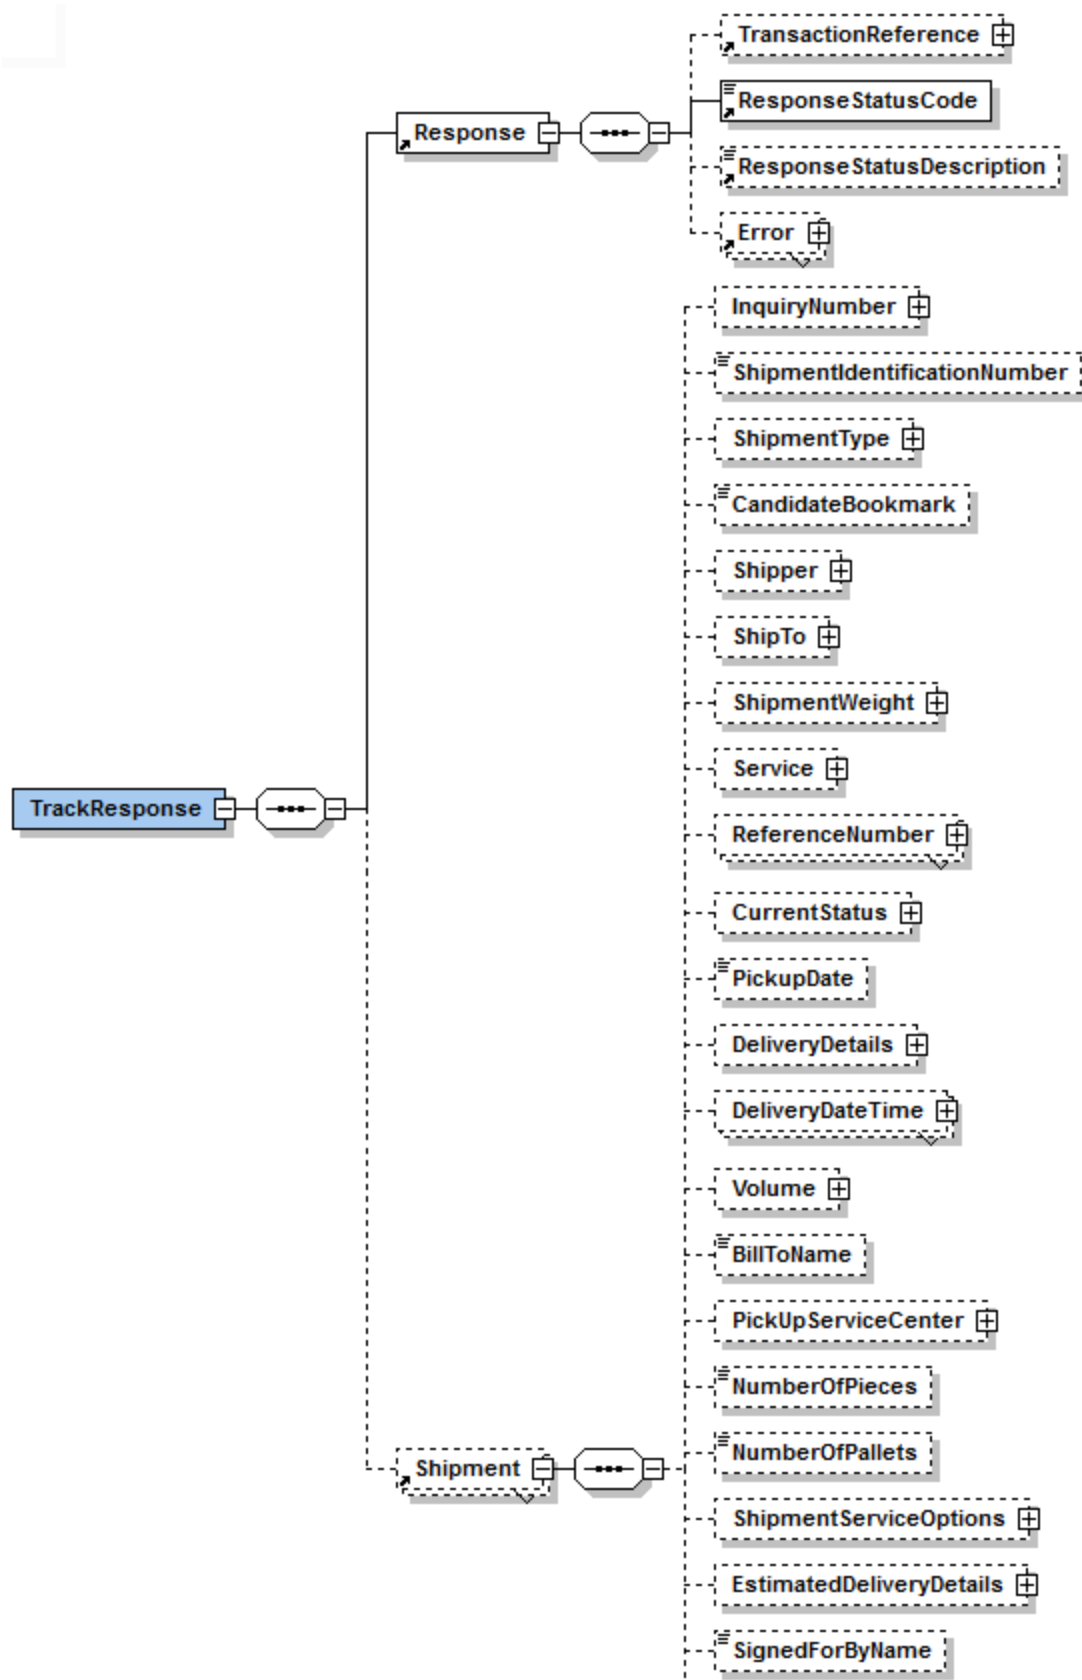 TransactionReference
ResponseStatusCode
Response
ResponseStatusDescription
Error
InquiryNumber
ShipmentIdentificationNumber
ShipmentType
CandidateBookmark
Shipper
ShipTo
ShipmentWeight
Service
TrackResponse
ReferenceNumber
CurrentStatus
PickupDate
DeliveryDetails
DeliveryDateTime
Volume
BillToName
PickUpServiceCenter
NumberOfPieces
NumberOfPallets
Shipment
ShipmentServiceOptions
EstimatedDeliveryDetails
SignedForByName